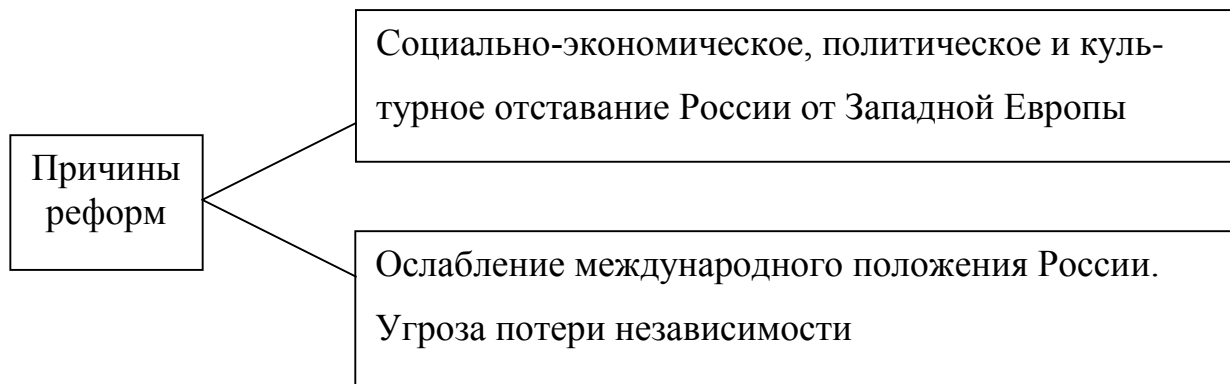 Социально-экономическое, политическое и куль-
турное отставание России от Западной Европы
Причины
реформ
Ослабление международного положения России.
Угроза потери независимости